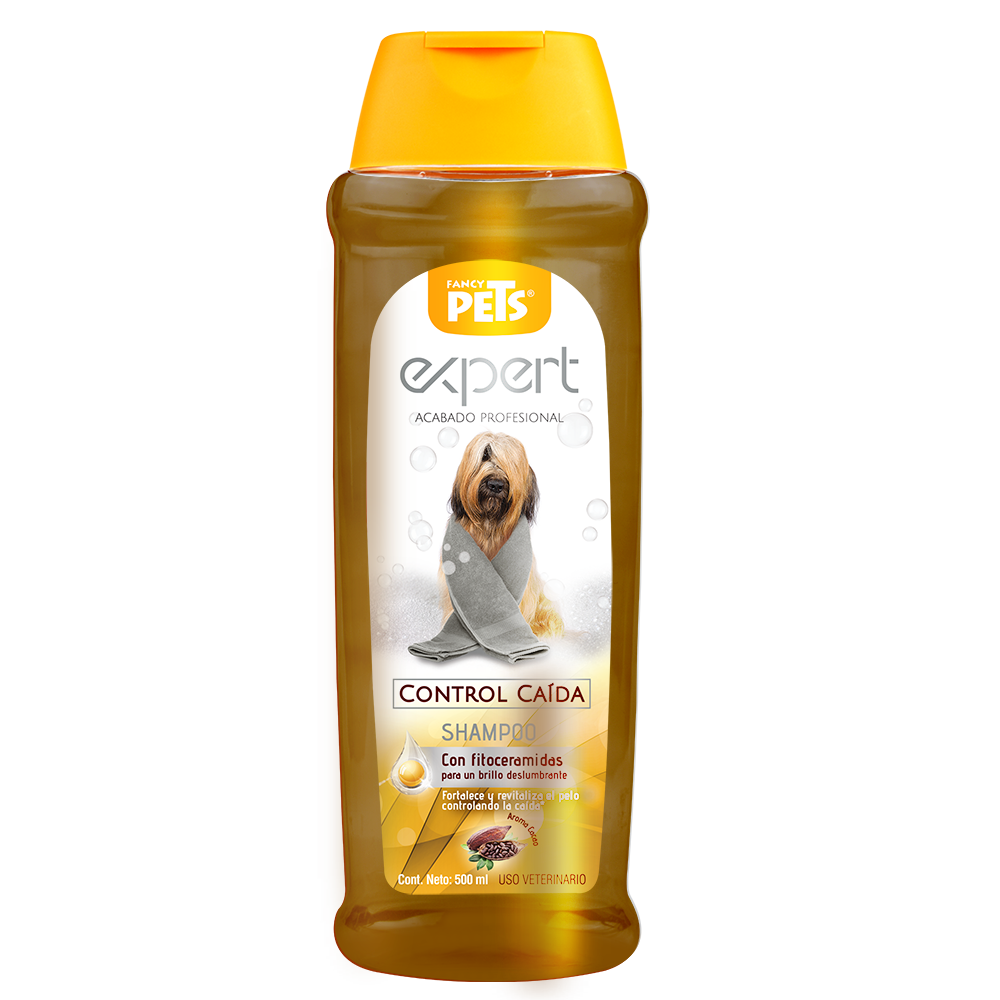 FANCY
PETS®
expert
ACABADO PROFESIONAL
CONTROL CAÍDA
SHAMPOO
Con fitoceramidas
para un brillo deslumbrante
Fortalece y revitaliza el pelo
controlando la caída*
Aroma Cacao
Cont. Neto: 500 ml USO VETERINARIO